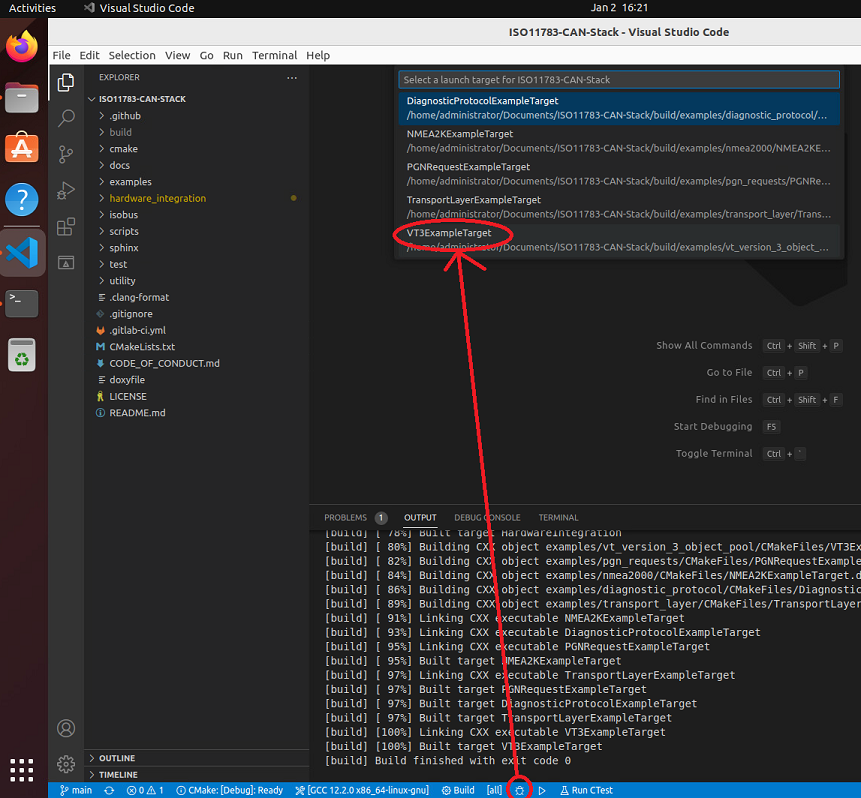 Activities Visual Studio Code Jan 2 16:21
ISO11783-CAN-Stack - Visual Studio Code
File Edit Selection View Go Run Terminal Help
EXPLORER ...
ISO11783-CAN-STACK
.github
build
cmake
docs
examples
hardware_integration
isobus
scripts
sphinx
test
utility
.clang-format
.gitignore
.gitlab-ci.yml
CMakeLists.txt
CODE_OF_CONDUCT.md
doxyfile
LICENSE
README.md
OUTLINE
TIMELINE
Select a launch target for ISO11783-CAN-Stack
DiagnosticProtocolExampleTarget
/home/administrator/Documents/ISO11783-CAN-Stack/build/examples/diagnostic_protocol/...
NMEA2KExampleTarget
/home/administrator/Documents/ISO11783-CAN-Stack/build/examples/nmea2000/NMEA2KE...
PGNRequestExampleTarget
/home/administrator/Documents/ISO11783-CAN-Stack/build/examples/pgn_requests/PGNRe...
TransportLayerExampleTarget
/home/administrator/Documents/ISO11783-CAN-Stack/build/examples/transport_layer/Trans...
VT3ExampleTarget
/home/administrator/Documents/ISO11783-CAN-Stack/build/examples/vt_version_3_object_...
Show All Commands Ctrl + Shift + P
Go to File Ctrl + P
Find in Files Ctrl + Shift + F
Start Debugging F5
Toggle Terminal Ctrl + `
PROBLEMS 1 OUTPUT DEBUG CONSOLE TERMINAL
[build] [ 78%] Built target HardwareIntegration
[build] [ 80%] Building CXX object examples/vt_version_3_object_pool/CMakeFiles/VT3Ex
[build] [ 82%] Building CXX object examples/pgn_requests/CMakeFiles/PGNRequestExample
[build] [ 84%] Building CXX object examples/nmea2000/CMakeFiles/NMEA2KExampleTarget.d
[build] [ 86%] Building CXX object examples/diagnostic_protocol/CMakeFiles/Diagnostic
[build] [ 89%] Building CXX object examples/transport_layer/CMakeFiles/TransportLayer
[build] [ 91%] Linking CXX executable NMEA2KExampleTarget
[build] [ 93%] Linking CXX executable DiagnosticProtocolExampleTarget
[build] [ 95%] Linking CXX executable PGNRequestExampleTarget
[build] [ 95%] Built target NMEA2KExampleTarget
[build] [ 97%] Linking CXX executable TransportLayerExampleTarget
[build] [ 97%] Built target PGNRequestExampleTarget
[build] [ 97%] Built target DiagnosticProtocolExampleTarget
[build] [ 97%] Built target TransportLayerExampleTarget
[build] [100%] Linking CXX executable VT3ExampleTarget
[build] [100%] Built target VT3ExampleTarget
[build] Build finished with exit code 0
main 0 1 CMake: [Debug]: Ready [GCC 12.2.0 x86_64-linux-gnu] Build [all] Run CTest